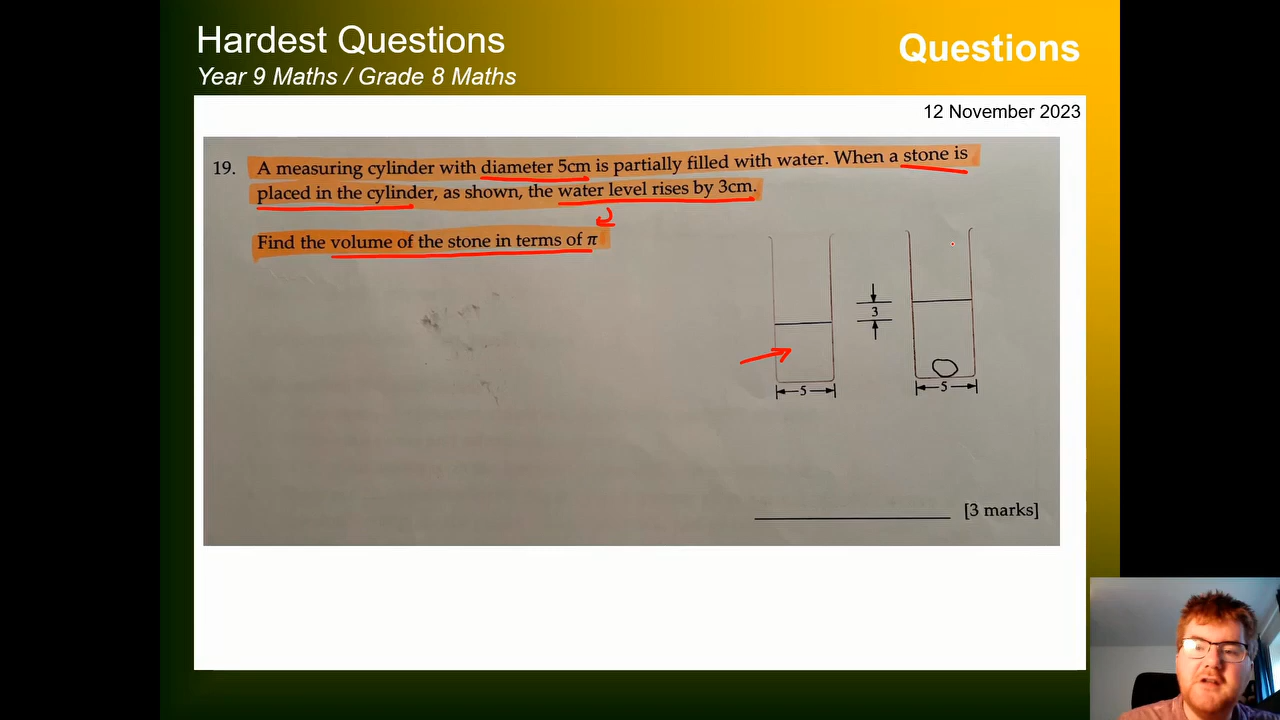 Hardest Questions
Year 9 Maths / Grade 8 Maths
Questions
12 November 2023
19. A measuring cylinder with diameter 5cm is partially filled with water. When a stone is
placed in the cylinder, as shown, the water level rises by 3cm.
Find the volume of the stone in terms of π
3
5
5
[3 marks]